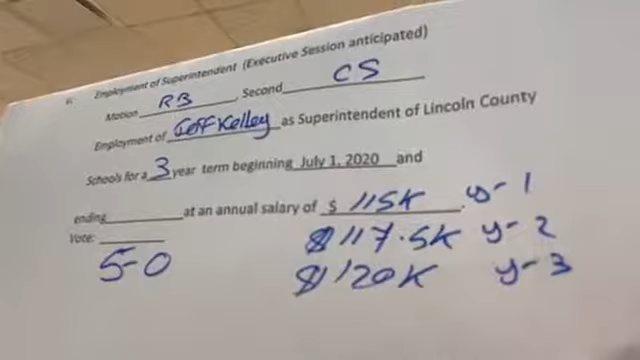 Employment of Superintendent (Executive Session anticipated)
Motion RB Second CS
Employment of Jeff Kelley as Superintendent of Lincoln County
Schools for a 3 year term beginning July 1, 2020 and
ending________ at an annual salary of $ 115K y-1
Vote: $117.5K y-2
5-0 $120K y-3